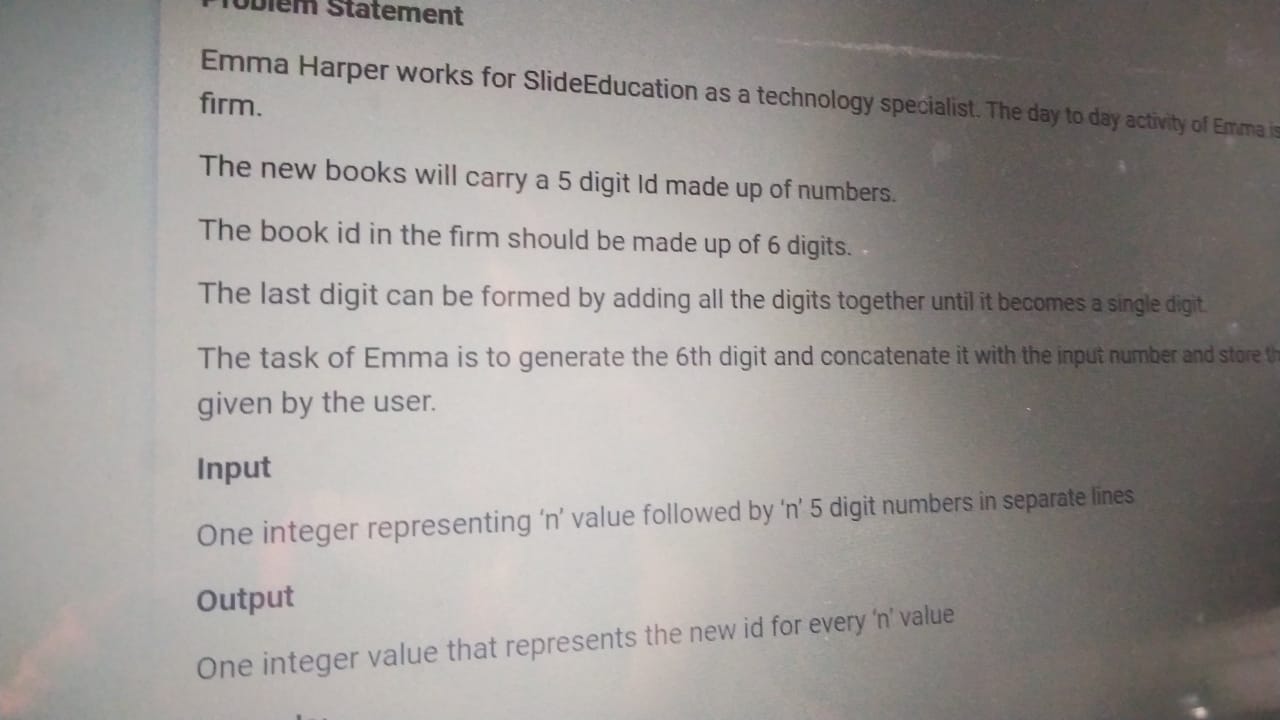 Problem Statement
Emma Harper works for SlideEducation as a technology specialist. The day to day activity of Emma is
firm.
The new books will carry a 5 digit Id made up of numbers.
The book id in the firm should be made up of 6 digits.
The last digit can be formed by adding all the digits together until it becomes a single digit.
The task of Emma is to generate the 6th digit and concatenate it with the input number and store
given by the user.
Input
One integer representing ‘n’ value followed by ‘n’ 5 digit numbers in separate lines
Output
One integer value that represents the new id for every ‘n’ value